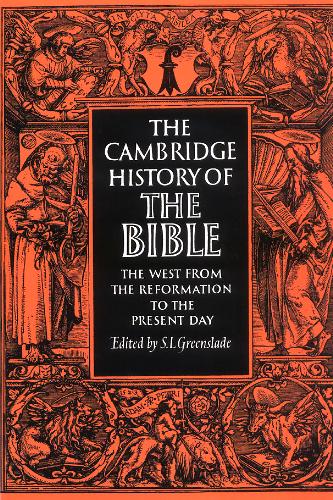 THE
CAMBRIDGE
HISTORY OF
THE
BIBLE
THE WEST FROM
THE REFORMATION
TO THE
PRESENT DAY
Edited by S.L.Greenslade